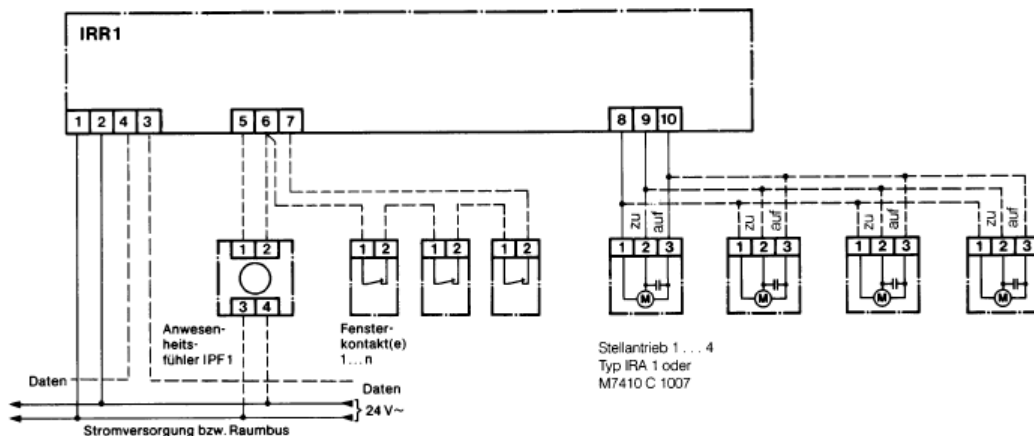 IRR1
1 2 4 3
5 6 7
8 9 10
zu auf zu auf zu auf zu auf
1 2
1 2 1 2 1 2
1 2 3 1 2 3 1 2 3 1 2 3
M M M M
3 4
Anwesen-
heits-
fühler IPF1
Fenster-
kontakt(e)
1...n
Stellantrieb 1 . . . 4
Typ IRA 1 oder
M7410 C 1007
Daten
Daten
24 V~
Stromversorgung bzw. Raumbus